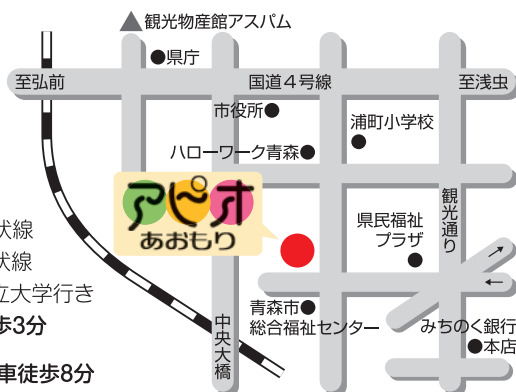 観光物産館アスパム
県庁
至弘前
国道4号線
至浅虫
市役所
浦町小学校
ハローワーク青森
アピオ
あおもり
観光通り
県民福祉
プラザ
状線
状線
立大学行き
歩3分
車徒歩8分
中央大橋
青森市
総合福祉センター
みちのく銀行
本店